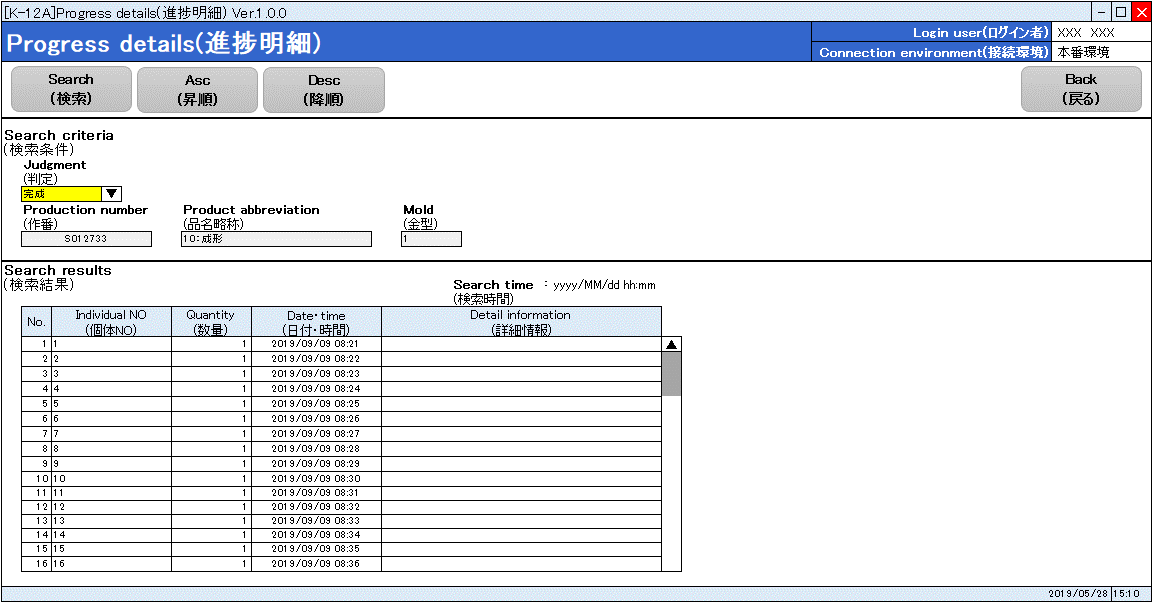 [K-12A]Progress details(進捗明細) Ver.1.0.0
Progress details(進捗明細)
Login user(ログイン者) XXX XXX
Connection environment(接続環境) 本番環境
Search Asc Desc Back
(検索) (昇順) (降順) (戻る)
Search criteria
(検索条件)
Judgment
(判定)
完成 ▼
Production number Product abbreviation Mold
(作番) (品名略称) (金型)
S012733 10:成形 1
Search results
(検索結果)
Search time : yyyy/MM/dd hh:mm
(検索時間)
No. Individual NO Quantity Date・time Detail information
(個体NO) (数量) (日付・時間) (詳細情報)
1 1 1 2019/09/09 08:21
2 2 1 2019/09/09 08:22
3 3 1 2019/09/09 08:23
4 4 1 2019/09/09 08:24
5 5 1 2019/09/09 08:25
6 6 1 2019/09/09 08:26
7 7 1 2019/09/09 08:27
8 8 1 2019/09/09 08:28
9 9 1 2019/09/09 08:29
10 10 1 2019/09/09 08:30
11 11 1 2019/09/09 08:31
12 12 1 2019/09/09 08:32
13 13 1 2019/09/09 08:33
14 14 1 2019/09/09 08:34
15 15 1 2019/09/09 08:35
16 16 1 2019/09/09 08:36
2019/05/28 15:10